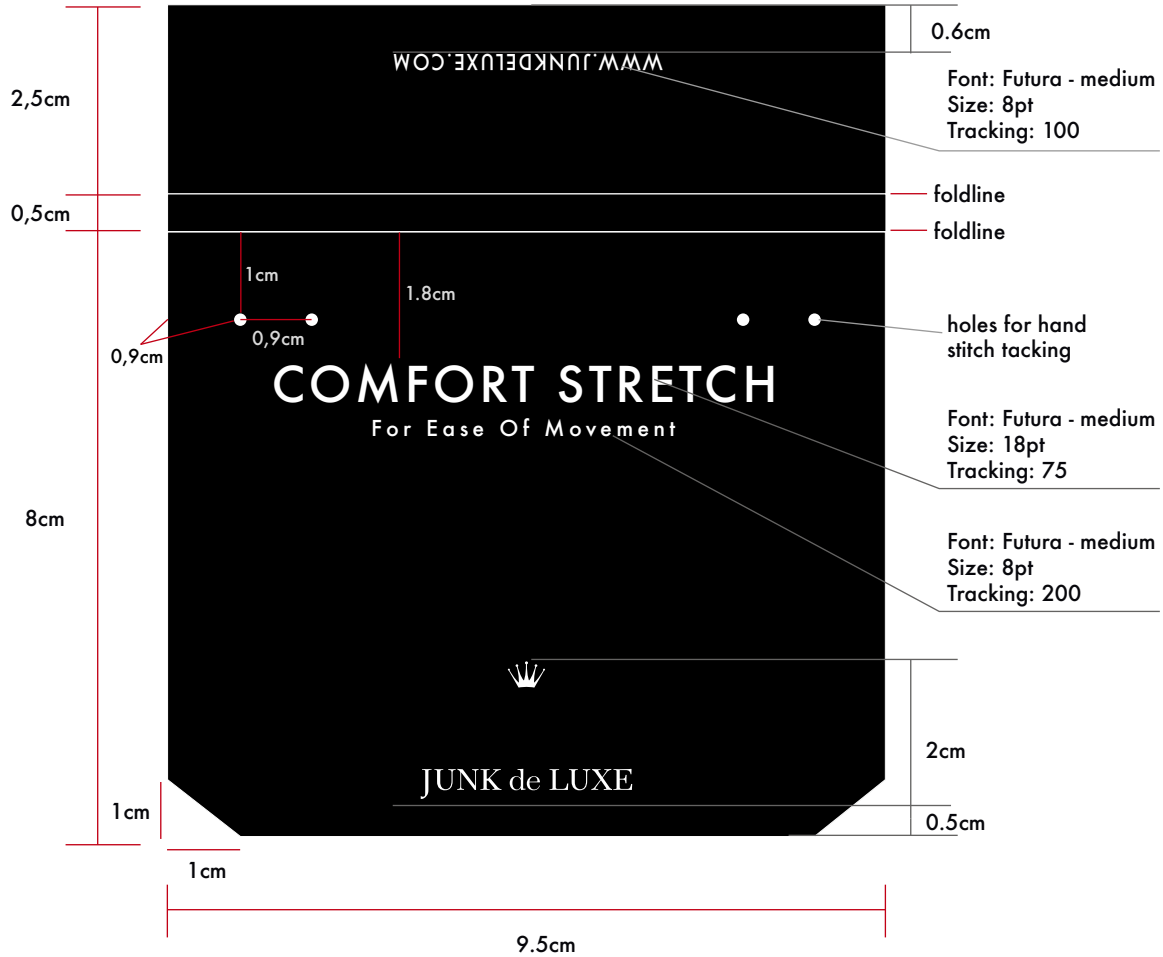 0.6cm
WWW.JUNKDELUXE.COM
2,5cm
Font: Futura - medium
Size: 8pt
Tracking: 100
foldline
0,5cm
foldline
1cm
1.8cm
0,9cm
0,9cm
holes for hand
stitch tacking
COMFORT STRETCH
For Ease Of Movement
Font: Futura - medium
Size: 18pt
Tracking: 75
8cm
Font: Futura - medium
Size: 8pt
Tracking: 200
2cm
JUNK de LUXE
1cm
0.5cm
1cm
9.5cm